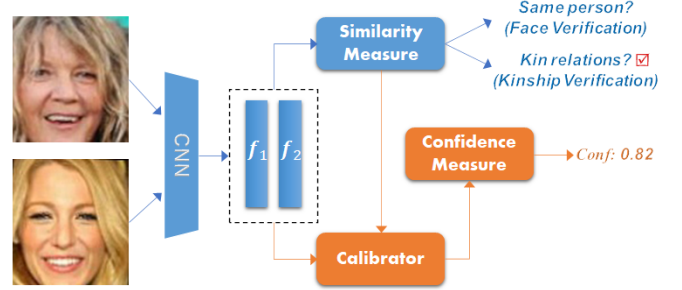 Similarity
Measure
Same person?
(Face Verification)
Kin relations? ☑
(Kinship Verification)
CNN
f1 f2
Confidence
Measure
Conf: 0.82
Calibrator